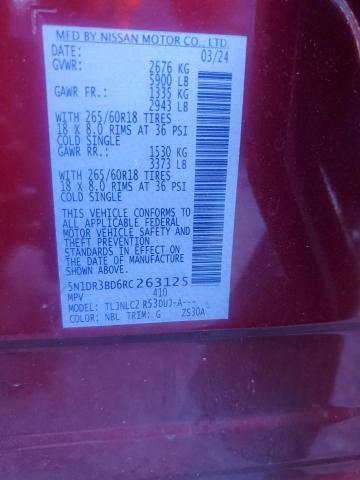 MFD BY NISSAN MOTOR CO., LTD.
DATE: 03/24
GVWR: 2676 KG
5900 LB
GAWR FR: 1335 KG
2943 LB
WITH 265/60R18 TIRES
18 X 8.0 RIMS AT 36 PSI
COLD SINGLE
GAWR RR: 1530 KG
3373 LB
WITH 265/60R18 TIRES
18 X 8.0 RIMS AT 36 PSI
COLD SINGLE
THIS VEHICLE CONFORMS TO
ALL APPLICABLE FEDERAL
MOTOR VEHICLE SAFETY AND
THEFT PREVENTION
STANDARDS IN EFFECT ON
THE DATE OF MANUFACTURE
SHOWN ABOVE.
5N1DR3BD6RC263125
MPV 410
MODEL: TLJNLC2 R53DUJ-A---
COLOR: NBL TRIM: G ZS30A